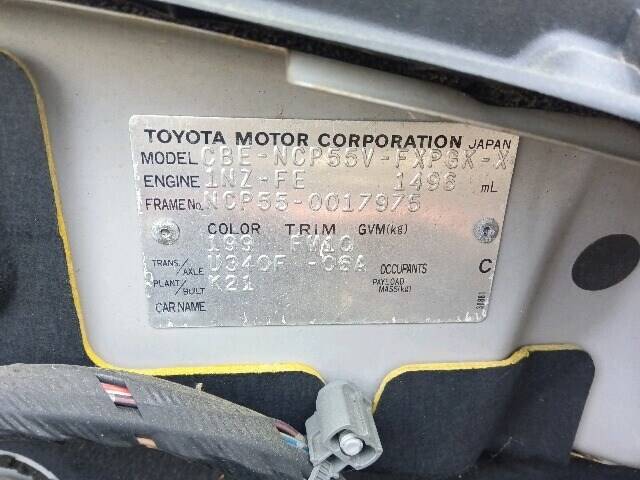 TOYOTA MOTOR CORPORATION JAPAN
MODEL CBE-NCP55V-FXPGK-X
ENGINE 1NZ-FE 1496 mL
FRAME No. NCP55-0017975
COLOR TRIM GVM(kg)
199 FM10
TRANS./AXLE U340F -06A OCCUPANTS C
PLANT/BUILT K21 PAYLOAD MASS(kg)
CAR NAME